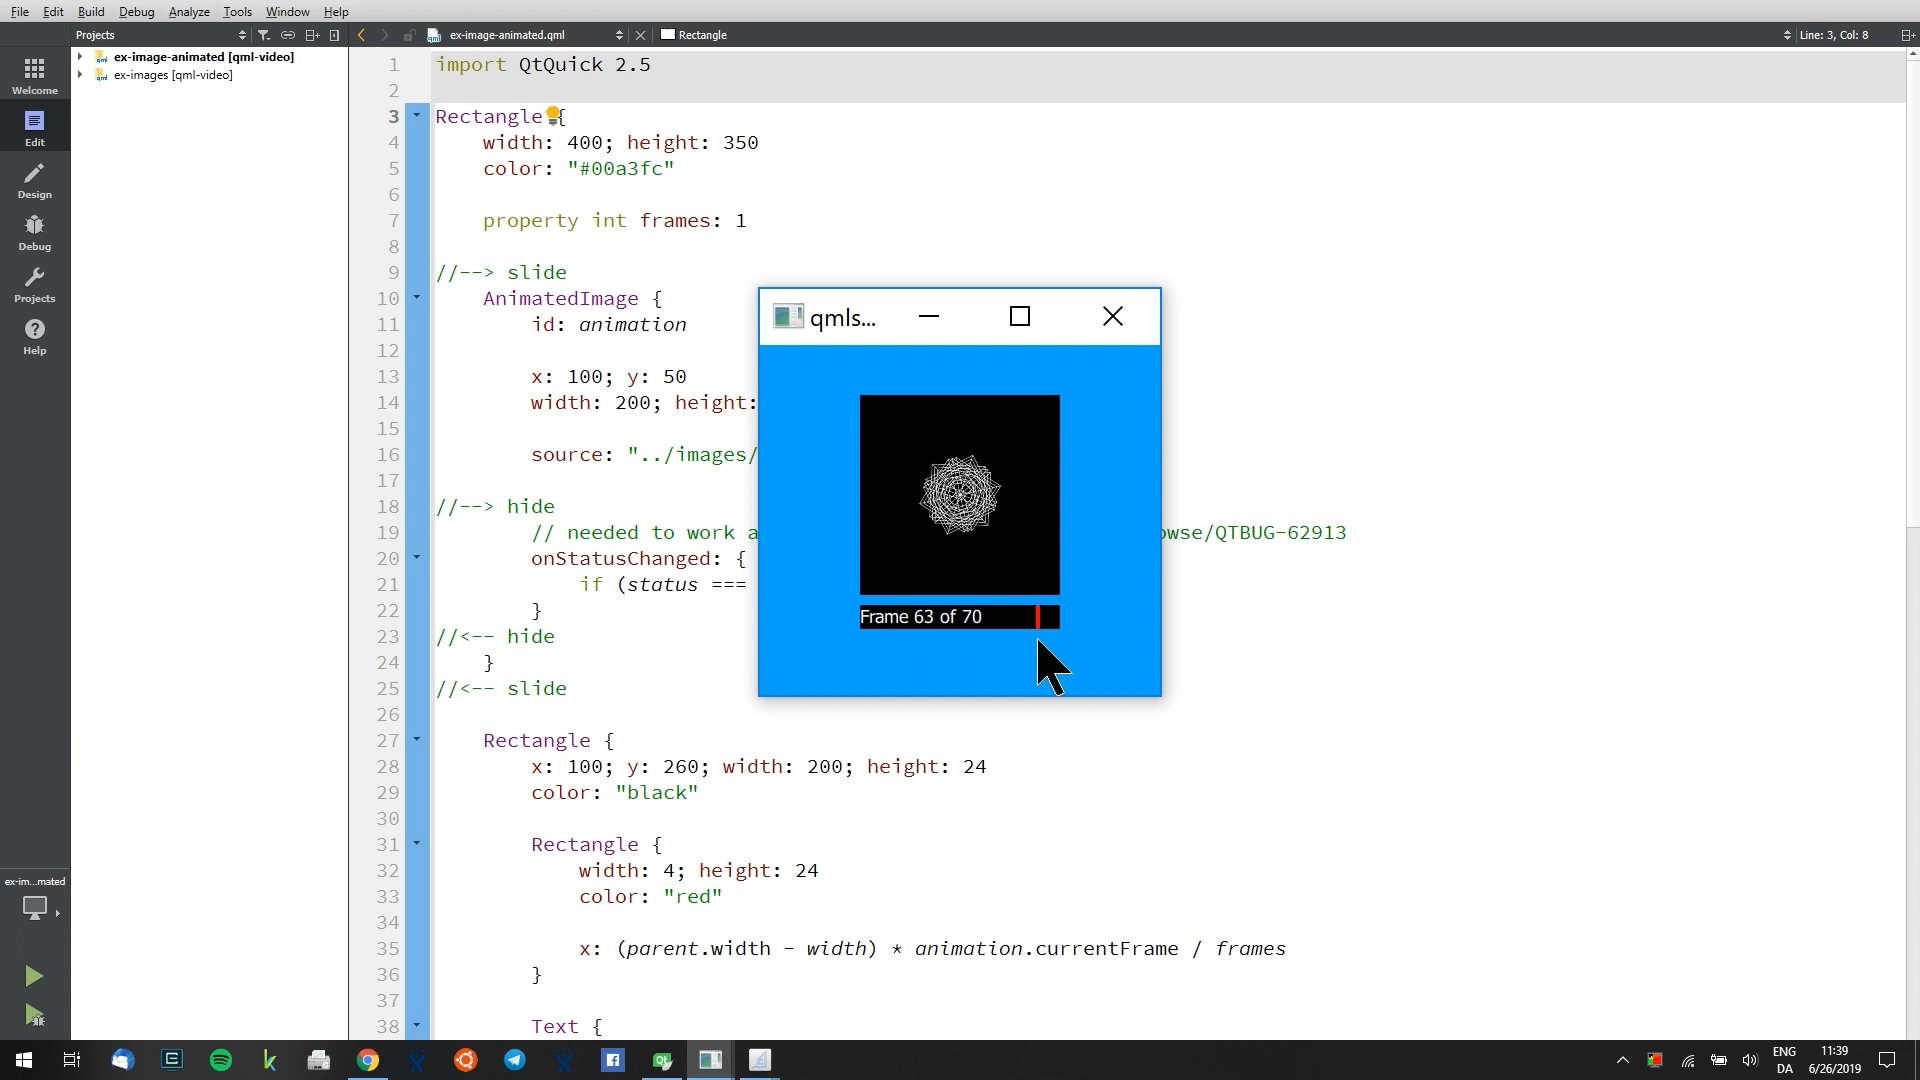 File Edit Build Debug Analyze Tools Window Help
Projects
ex-image-animated.qml
Rectangle
Line: 3, Col: 8
ex-image-animated [qml-video]
ex-images [qml-video]
Welcome
Edit
Design
Debug
Projects
Help
ex-im...mated
1 import QtQuick 2.5
2
3 Rectangle {
4 width: 400; height: 350
5 color: "#00a3fc"
6
7 property int frames: 1
8
9 //--> slide
10 AnimatedImage {
11 id: animation
12
13 x: 100; y: 50
14 width: 200; height:
15
16 source: "../images/
17
18 //--> hide
19 // needed to work a owse/QTBUG-62913
20 onStatusChanged: {
21 if (status ===
22 }
23 //<-- hide
24 }
25 //<-- slide
26
27 Rectangle {
28 x: 100; y: 260; width: 200; height: 24
29 color: "black"
30
31 Rectangle {
32 width: 4; height: 24
33 color: "red"
34
35 x: (parent.width - width) * animation.currentFrame / frames
36 }
37
38 Text {
qmls...
Frame 63 of 70
ENG
DA
11:39
6/26/2019